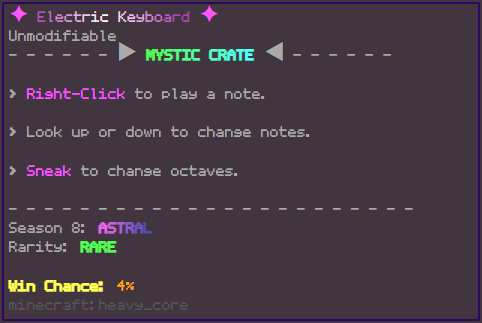 ✦ Electric Keyboard ✦
Unmodifiable
- - - - - - ▶ MYSTIC CRATE ◀ - - - - - -
> Right-Click to play a note.
> Look up or down to change notes.
> Sneak to change octaves.
- - - - - - - - - - - - - - - - - - - - - - - -
Season 8: ASTRAL
Rarity: RARE
Win Chance: 4%
minecraft:heavy_core